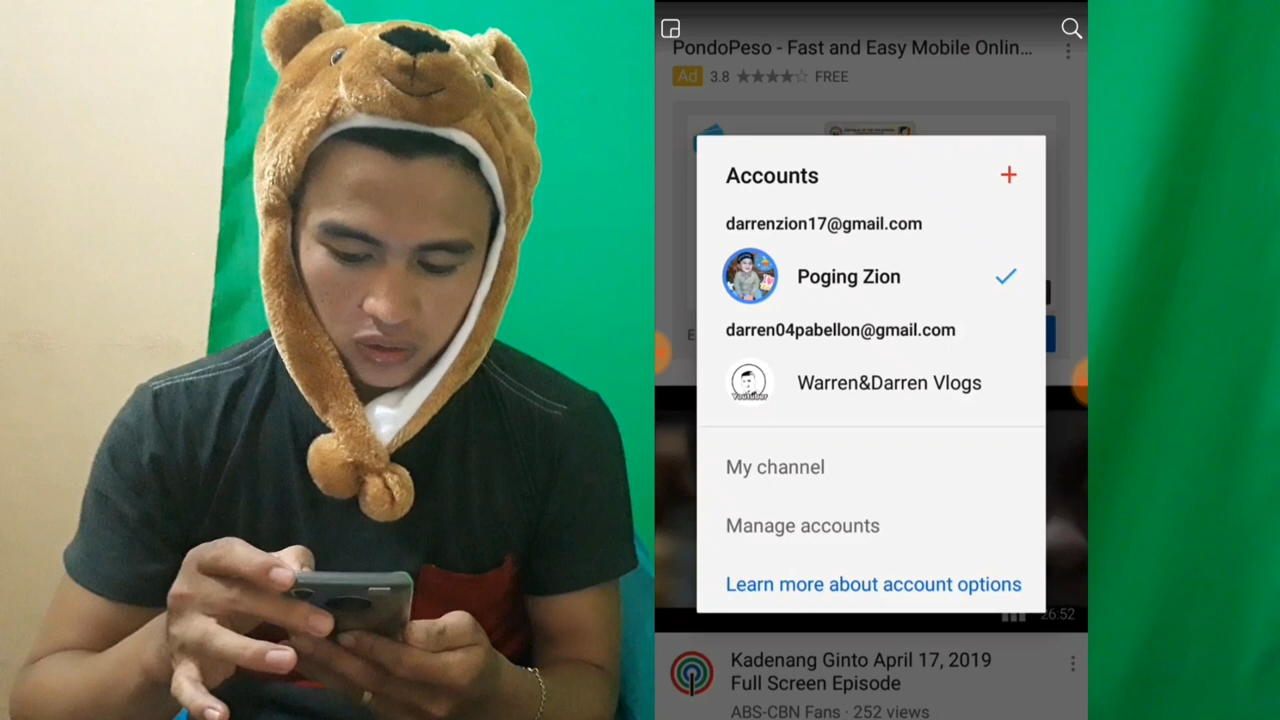 PondoPeso - Fast and Easy Mobile Onlin...
Ad 3.8 FREE
Accounts
darrenzion17@gmail.com
Poging Zion
darren04pabellon@gmail.com
Warren&Darren Vlogs
Youtuber
My channel
Manage accounts
Learn more about account options
26:52
Kadenang Ginto April 17, 2019
Full Screen Episode
ABS-CBN Fans · 252 views